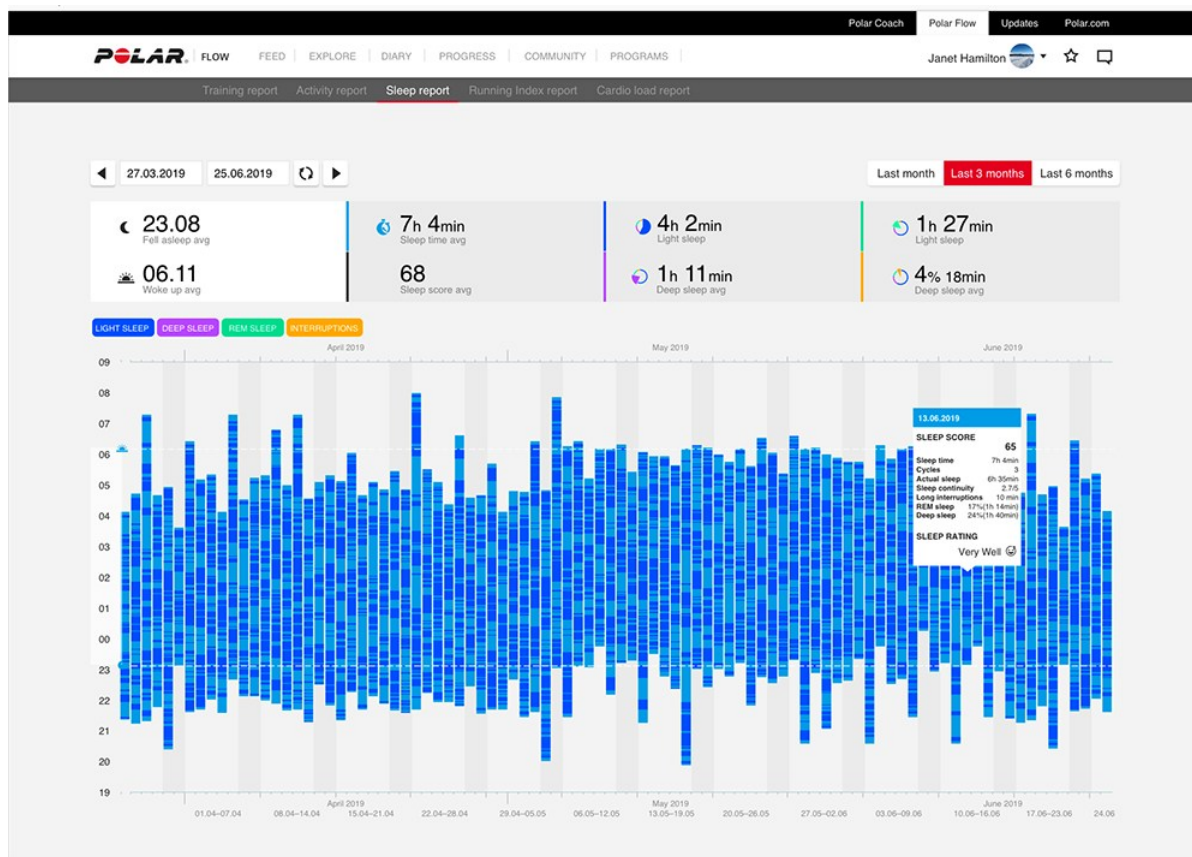 Polar Coach Polar Flow Updates Polar.com
POLAR. FLOW FEED EXPLORE DIARY PROGRESS COMMUNITY PROGRAMS Janet Hamilton
Training report Activity report Sleep report Running Index report Cardio load report
27.03.2019 25.06.2019 Last month Last 3 months Last 6 months
23.08
Fell asleep avg
06.11
Woke up avg
7h 4min
Sleep time avg
68
Sleep score avg
4h 2min
Light sleep
1h 11min
Deep sleep avg
1h 27min
Light sleep
4% 18min
Deep sleep avg
LIGHT SLEEP DEEP SLEEP REM SLEEP INTERRUPTIONS
April 2019 May 2019 June 2019
09
08
07
06
05
04
03
02
01
00
23
22
21
20
19
13.06.2019
SLEEP SCORE
65
Sleep time 7h 4min
Cycles 3
Actual sleep 6h 35min
Sleep continuity 2.7/5
Long interruptions 10 min
REM sleep 17%(1h 14min)
Deep sleep 24%(1h 40min)
SLEEP RATING
Very Well
April 2019 May 2019 June 2019
01.04–07.04 08.04–14.04 15.04–21.04 22.04–28.04 29.04–05.05 06.05–12.05 13.05–19.05 20.05–26.05 27.05–02.06 03.06–09.06 10.06–16.06 17.06–23.06 24.06